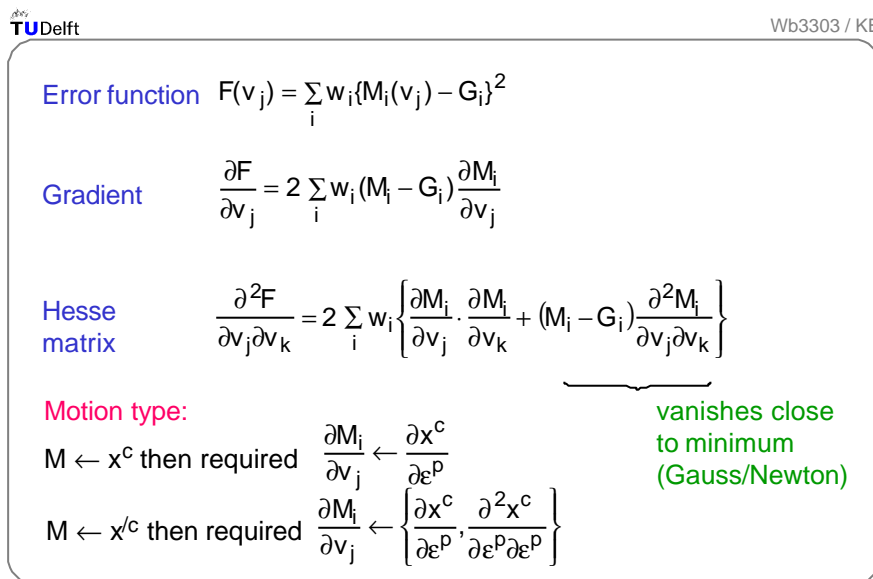 TUDelft
Wb3303 / KE
Error function F(v_j) = ∑_i w_i{M_i(v_j) − G_i}²
Gradient ∂F/∂v_j = 2 ∑_i w_i(M_i − G_i) ∂M_i/∂v_j
Hesse matrix ∂²F/∂v_j∂v_k = 2 ∑_i w_i {∂M_i/∂v_j · ∂M_i/∂v_k + (M_i − G_i) ∂²M_i/∂v_j∂v_k}
vanishes close
to minimum
(Gauss/Newton)
Motion type:
M ← x^c then required ∂M_i/∂v_j ← ∂x^c/∂ε^p
M ← x^/c then required ∂M_i/∂v_j ← {∂x^c/∂ε^p, ∂²x^c/∂ε^p∂ε^p}